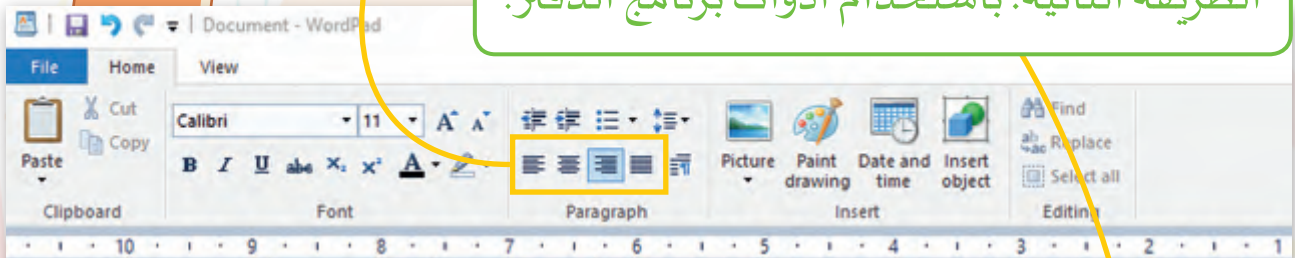 الطريقة الثانية: باستخدام أدوات برنامج الدفتر.
Document - WordPad
File Home View
Cut
Copy
Paste
Calibri 11
Find
Replace
Select all
Picture Paint drawing Date and time Insert object
Clipboard Font Paragraph Insert Editing
10 9 8 7 6 5 4 3 2 1